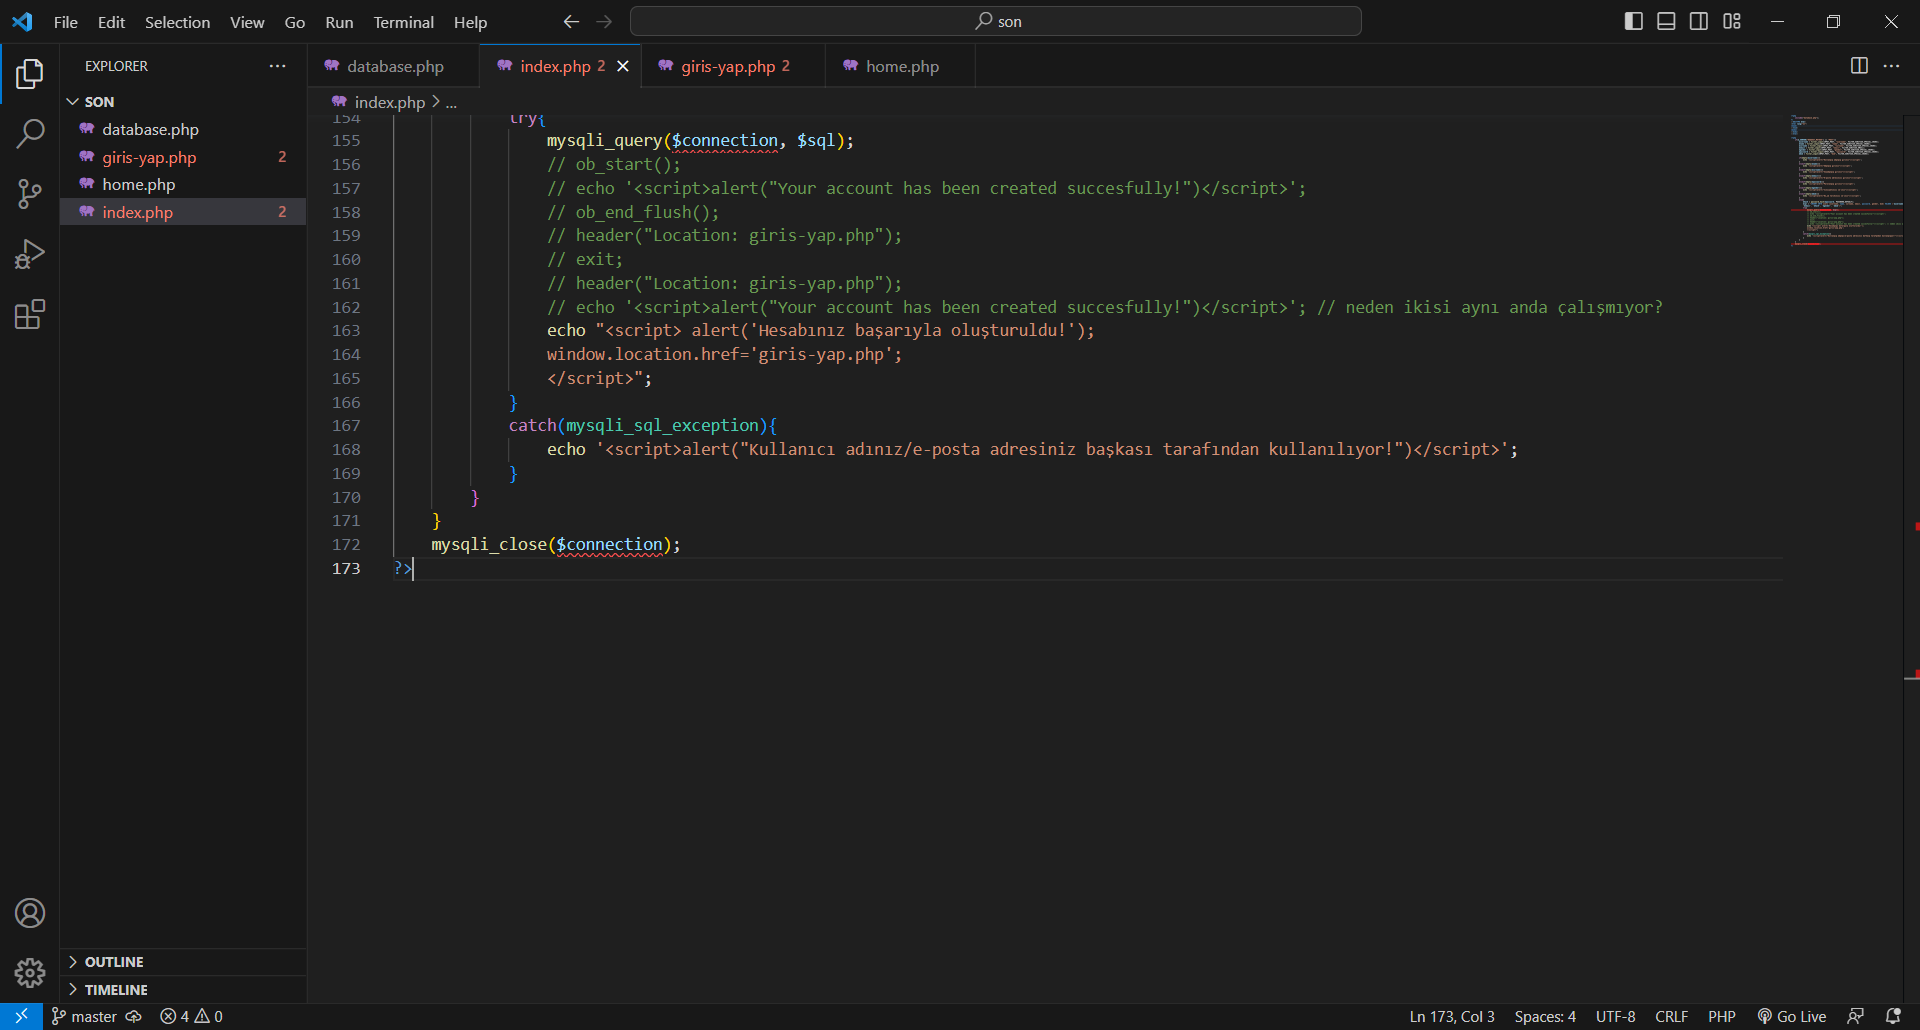 File Edit Selection View Go Run Terminal Help
son
EXPLORER
SON
database.php
giris-yap.php 2
home.php
index.php 2
OUTLINE
TIMELINE
database.php index.php 2 giris-yap.php 2 home.php
index.php > ...
154 try{
155 mysqli_query($connection, $sql);
156 // ob_start();
157 // echo '<script>alert("Your account has been created succesfully!")</script>';
158 // ob_end_flush();
159 // header("Location: giris-yap.php");
160 // exit;
161 // header("Location: giris-yap.php");
162 // echo '<script>alert("Your account has been created succesfully!")</script>'; // neden ikisi aynı anda çalışmıyor?
163 echo "<script> alert('Hesabınız başarıyla oluşturuldu!');
164 window.location.href='giris-yap.php';
165 </script>";
166 }
167 catch(mysqli_sql_exception){
168 echo '<script>alert("Kullanıcı adınız/e-posta adresiniz başkası tarafından kullanılıyor!")</script>';
169 }
170 }
171 }
172 mysqli_close($connection);
173 ?>
master 4 0
Ln 173, Col 3 Spaces: 4 UTF-8 CRLF PHP Go Live